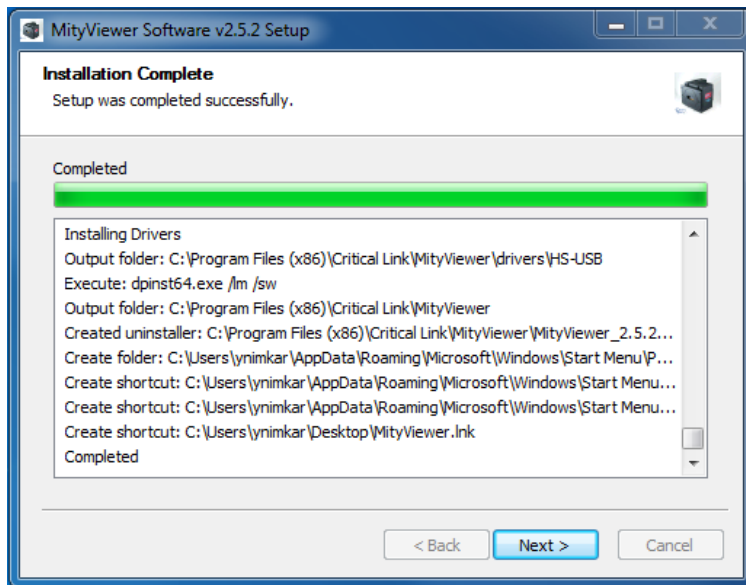 MityViewer Software v2.5.2 Setup
Installation Complete
Setup was completed successfully.
Completed
Installing Drivers
Output folder: C:\Program Files (x86)\Critical Link\MityViewer\drivers\HS-USB
Execute: dpinst64.exe /lm /sw
Output folder: C:\Program Files (x86)\Critical Link\MityViewer
Created uninstaller: C:\Program Files (x86)\Critical Link\MityViewer\MityViewer_2.5.2...
Create folder: C:\Users\ynimkar\AppData\Roaming\Microsoft\Windows\Start Menu\P...
Create shortcut: C:\Users\ynimkar\AppData\Roaming\Microsoft\Windows\Start Menu...
Create shortcut: C:\Users\ynimkar\AppData\Roaming\Microsoft\Windows\Start Menu...
Create shortcut: C:\Users\ynimkar\Desktop\MityViewer.lnk
Completed
< Back Next > Cancel